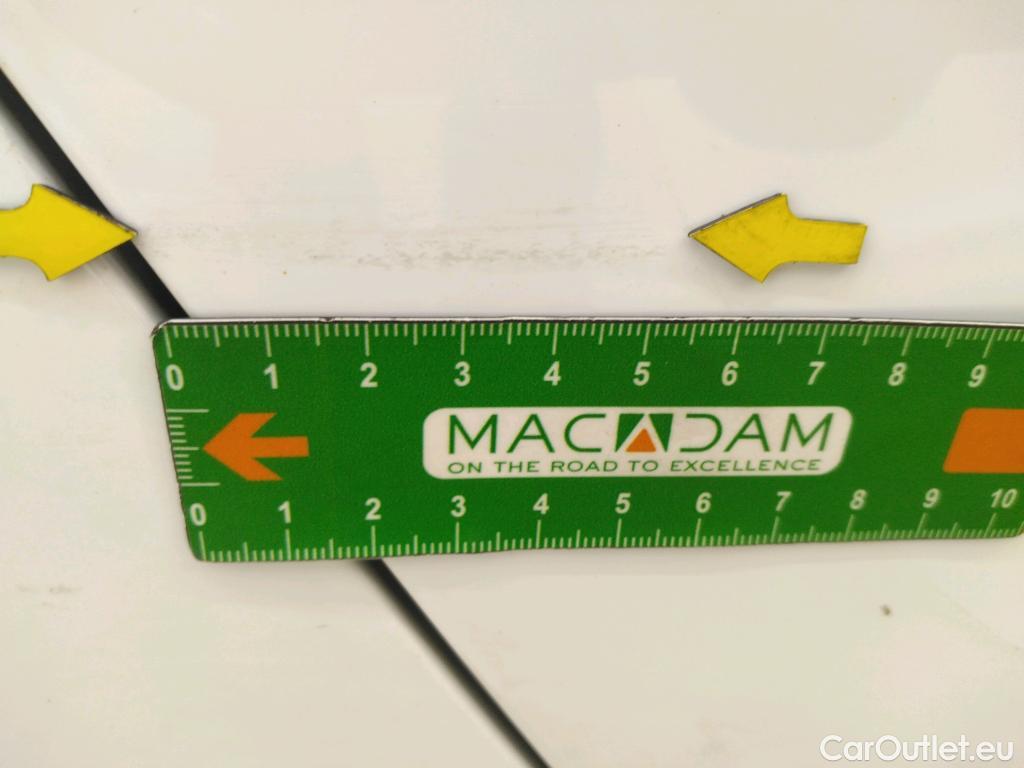 0 1 2 3 4 5 6 7 8 9
MACADAM
ON THE ROAD TO EXCELLENCE
0 1 2 3 4 5 6 7 8 9 10
CarOutlet.eu